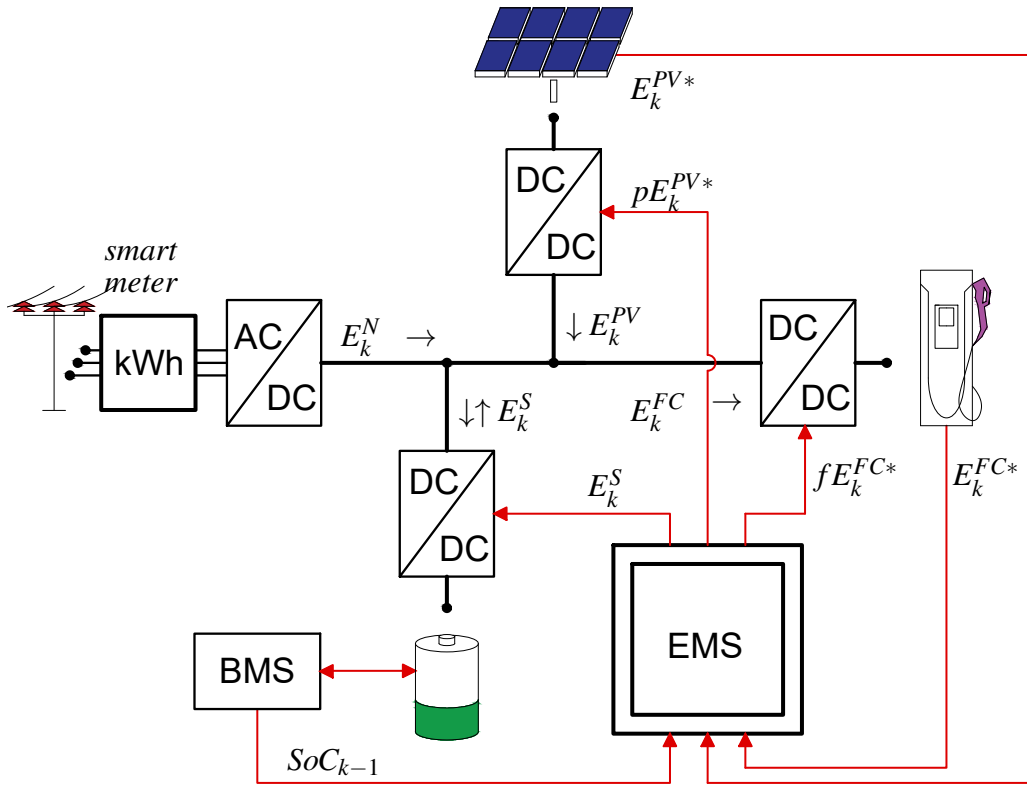 E_k^{PV*}
DC
DC
pE_k^{PV*}
smart
meter
kWh
AC
DC
E_k^N →
↓ E_k^{PV}
DC
DC
↓↑ E_k^S
E_k^{FC} →
DC
DC
E_k^S
fE_k^{FC*}
E_k^{FC*}
BMS
EMS
SoC_{k−1}